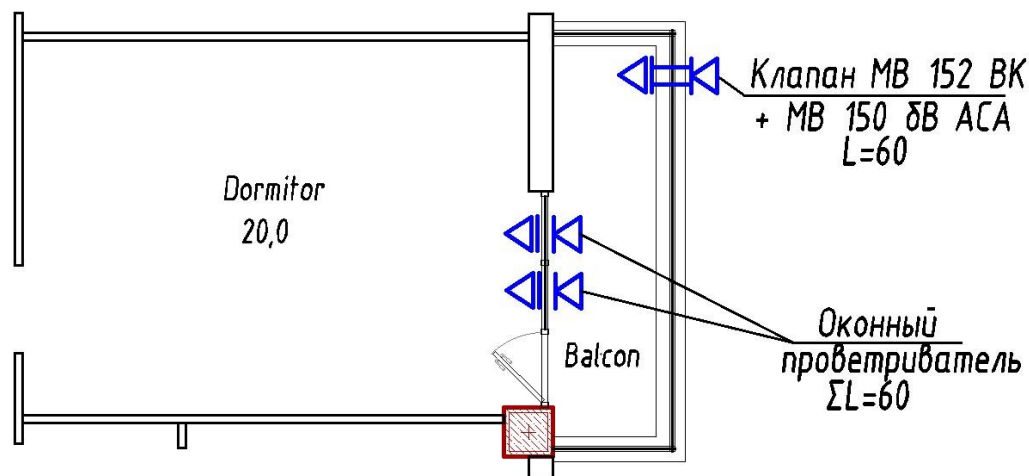 Клапан МВ 152 ВК
+ МВ 150 бВ АСА
L=60
Dormitor
20,0
Balcon
Оконный
проветриватель
ΣL=60